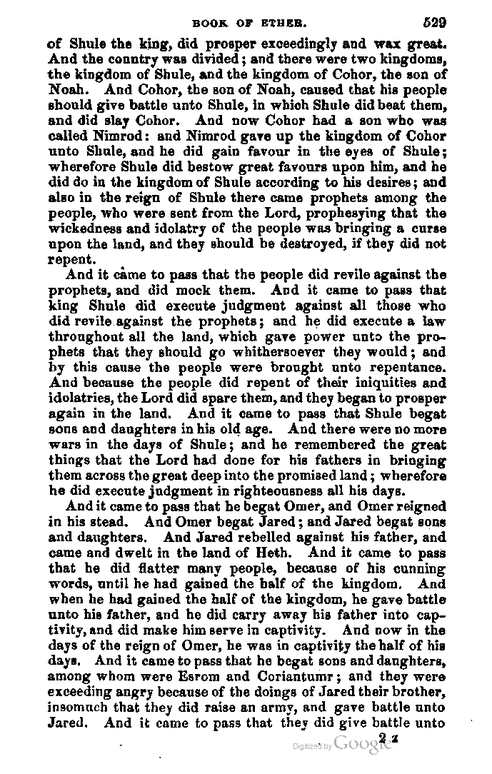 BOOK OF ETHER. 529
of Shule the king, did prosper exceedingly and wax great.
And the conntry was divided; and there were two kingdoms,
the kingdom of Shule, and the kingdom of Cohor, the son of
Noah. And Cohor, the son of Noah, caused that his people
should give battle unto Shule, in which Shule did beat them,
and did slay Cohor. And now Cohor had a son who was
called Nimrod: and Nimrod gave up the kingdom of Cohor
unto Shule, and he did gain favour in the eyes of Shule;
wherefore Shule did bestow great favours upon him, and he
did do in the kingdom of Shule according to his desires; and
also in the reign of Shule there came prophets among the
people, who were sent from the Lord, prophesying that the
wickedness and idolatry of the people was bringing a curse
upon the land, and they should be destroyed, if they did not
repent.
And it came to pass that the people did revile against the
prophets, and did mock them. And it came to pass that
king Shule did execute judgment against all those who
did revile against the prophets; and he did execute a law
throughout all the land, which gave power unto the pro-
phets that they should go whithersoever they would; and
by this cause the people were brought unto repentance.
And because the people did repent of their iniquities and
idolatries, the Lord did spare them, and they began to prosper
again in the land. And it came to pass that Shule begat
sons and daughters in his old age. And there were no more
wars in the days of Shule; and he remembered the great
things that the Lord had done for his fathers in bringing
them across the great deep into the promised land; wherefore
he did execute judgment in righteousness all his days.
And it came to pass that he begat Omer, and Omer reigned
in his stead. And Omer begat Jared; and Jared begat sons
and daughters. And Jared rebelled against his father, and
came and dwelt in the land of Heth. And it came to pass
that he did flatter many people, because of his cunning
words, until he had gained the half of the kingdom. And
when he had gained the half of the kingdom, he gave battle
unto his father, and he did carry away his father into cap-
tivity, and did make him serve in captivity. And now in the
days of the reign of Omer, he was in captivity the half of his
days. And it came to pass that he begat sons and daughters,
among whom were Esrom and Coriantumr; and they were
exceeding angry because of the doings of Jared their brother,
insomuch that they did raise an army, and gave battle unto
Jared. And it came to pass that they did give battle unto
2 z
Digitized by Google